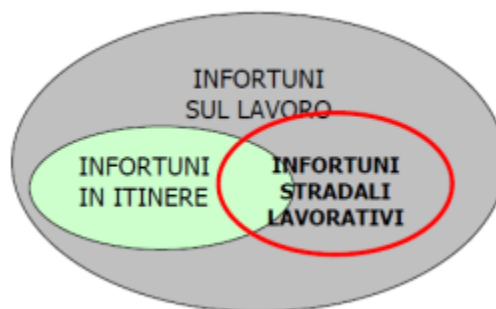 INFORTUNI
SUL LAVORO
INFORTUNI
IN ITINERE
INFORTUNI
STRADALI
LAVORATIVI